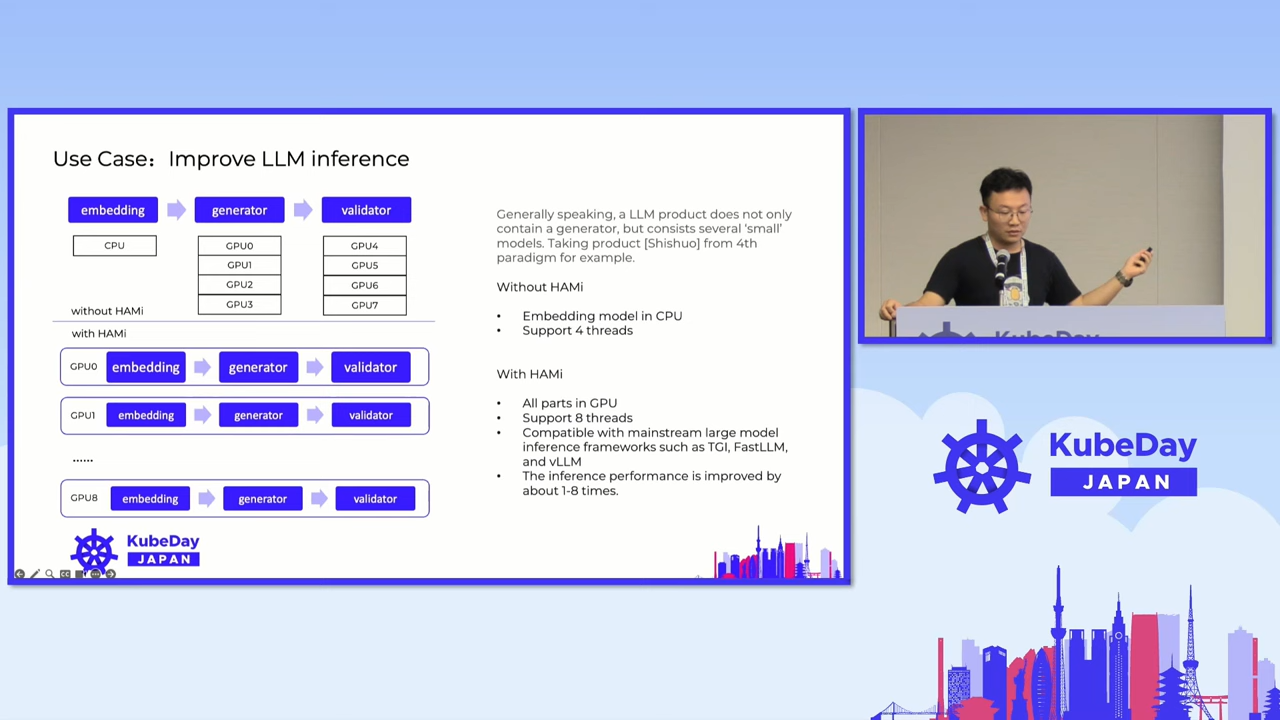 Use Case：Improve LLM inference
embedding
generator
validator
CPU
GPU0
GPU1
GPU2
GPU3
GPU4
GPU5
GPU6
GPU7
without HAMi
with HAMi
GPU0 embedding generator validator
GPU1 embedding generator validator
......
GPU8 embedding generator validator
Generally speaking, a LLM product does not only
contain a generator, but consists several ‘small’
models. Taking product [Shishuo] from 4th
paradigm for example.
Without HAMi
• Embedding model in CPU
• Support 4 threads
With HAMi
• All parts in GPU
• Support 8 threads
• Compatible with mainstream large model
inference frameworks such as TGI, FastLLM,
and vLLM
• The inference performance is improved by
about 1-8 times.
KubeDay
JAPAN
KubeDay
KubeDay
JAPAN